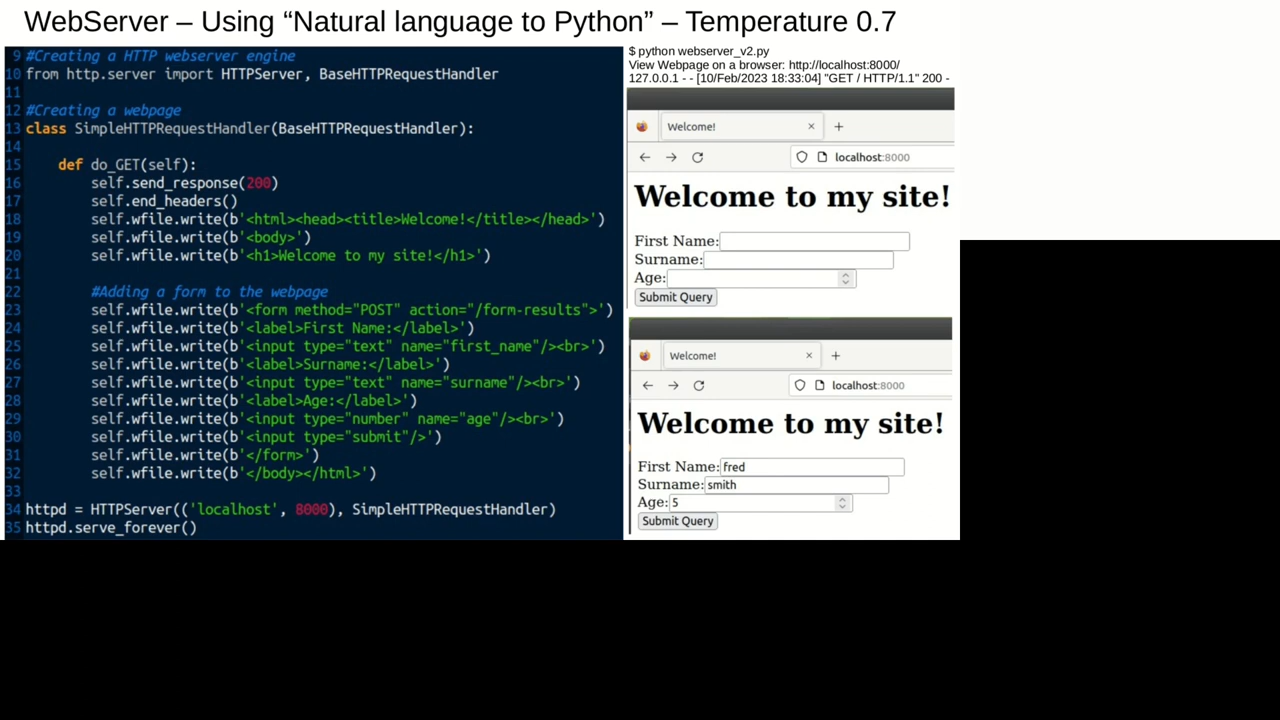 WebServer – Using “Natural language to Python” – Temperature 0.7
9 #Creating a HTTP webserver engine
10 from http.server import HTTPServer, BaseHTTPRequestHandler
11
12 #Creating a webpage
13 class SimpleHTTPRequestHandler(BaseHTTPRequestHandler):
14
15     def do_GET(self):
16         self.send_response(200)
17         self.end_headers()
18         self.wfile.write(b'<html><head><title>Welcome!</title></head>')
19         self.wfile.write(b'<body>')
20         self.wfile.write(b'<h1>Welcome to my site!</h1>')
21
22         #Adding a form to the webpage
23         self.wfile.write(b'<form method="POST" action="/form-results">')
24         self.wfile.write(b'<label>First Name:</label>')
25         self.wfile.write(b'<input type="text" name="first_name"/><br>')
26         self.wfile.write(b'<label>Surname:</label>')
27         self.wfile.write(b'<input type="text" name="surname"/><br>')
28         self.wfile.write(b'<label>Age:</label>')
29         self.wfile.write(b'<input type="number" name="age"/><br>')
30         self.wfile.write(b'<input type="submit"/>')
31         self.wfile.write(b'</form>')
32         self.wfile.write(b'</body></html>')
33
34 httpd = HTTPServer(('localhost', 8000), SimpleHTTPRequestHandler)
35 httpd.serve_forever()
$ python webserver_v2.py
View Webpage on a browser: http://localhost:8000/
127.0.0.1 - - [10/Feb/2023 18:33:04] "GET / HTTP/1.1" 200 -
Welcome!
localhost:8000
Welcome to my site!
First Name:
Surname:
Age:
Submit Query
Welcome!
localhost:8000
Welcome to my site!
First Name: fred
Surname: smith
Age: 5
Submit Query